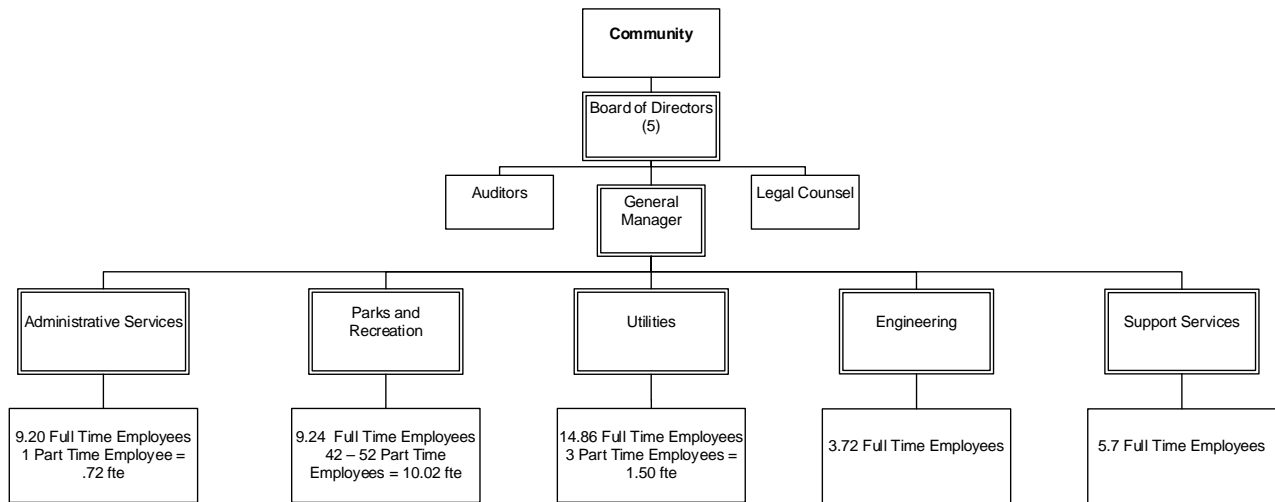 Community
Board of Directors
(5)
Auditors
General
Manager
Legal Counsel
Administrative Services
Parks and
Recreation
Utilities
Engineering
Support Services
9.20 Full Time Employees
1 Part Time Employee =
.72 fte
9.24 Full Time Employees
42 – 52 Part Time
Employees = 10.02 fte
14.86 Full Time Employees
3 Part Time Employees =
1.50 fte
3.72 Full Time Employees
5.7 Full Time Employees